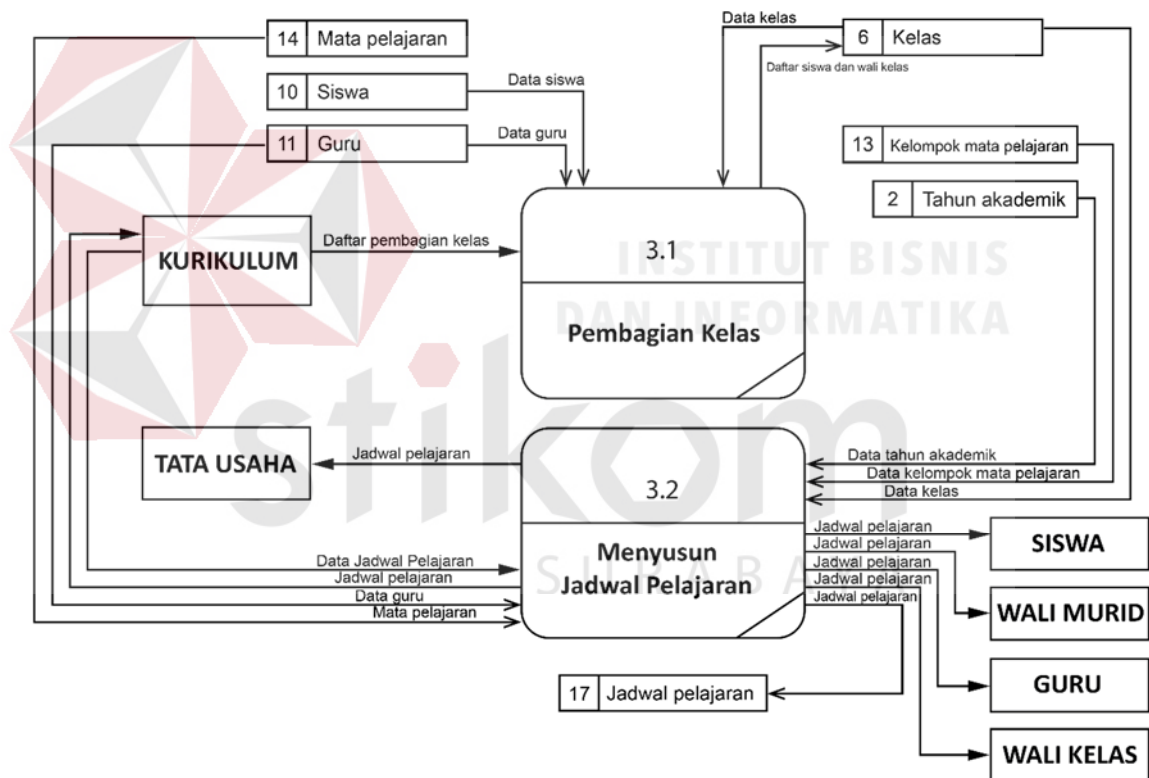 14 Mata pelajaran
Data kelas
6 Kelas
Daftar siswa dan wali kelas
10 Siswa
Data siswa
11 Guru
Data guru
13 Kelompok mata pelajaran
2 Tahun akademik
KURIKULUM
Daftar pembagian kelas
3.1
Pembagian Kelas
INSTITUT BISNIS
DAN INFORMATIKA
stikom
SURABAYA
TATA USAHA
Jadwal pelajaran
3.2
Menyusun
Jadwal Pelajaran
Data tahun akademik
Data kelompok mata pelajaran
Data kelas
Data Jadwal Pelajaran
Jadwal pelajaran
Data guru
Mata pelajaran
Jadwal pelajaran
Jadwal pelajaran
Jadwal pelajaran
Jadwal pelajaran
Jadwal pelajaran
SISWA
WALI MURID
GURU
WALI KELAS
17 Jadwal pelajaran